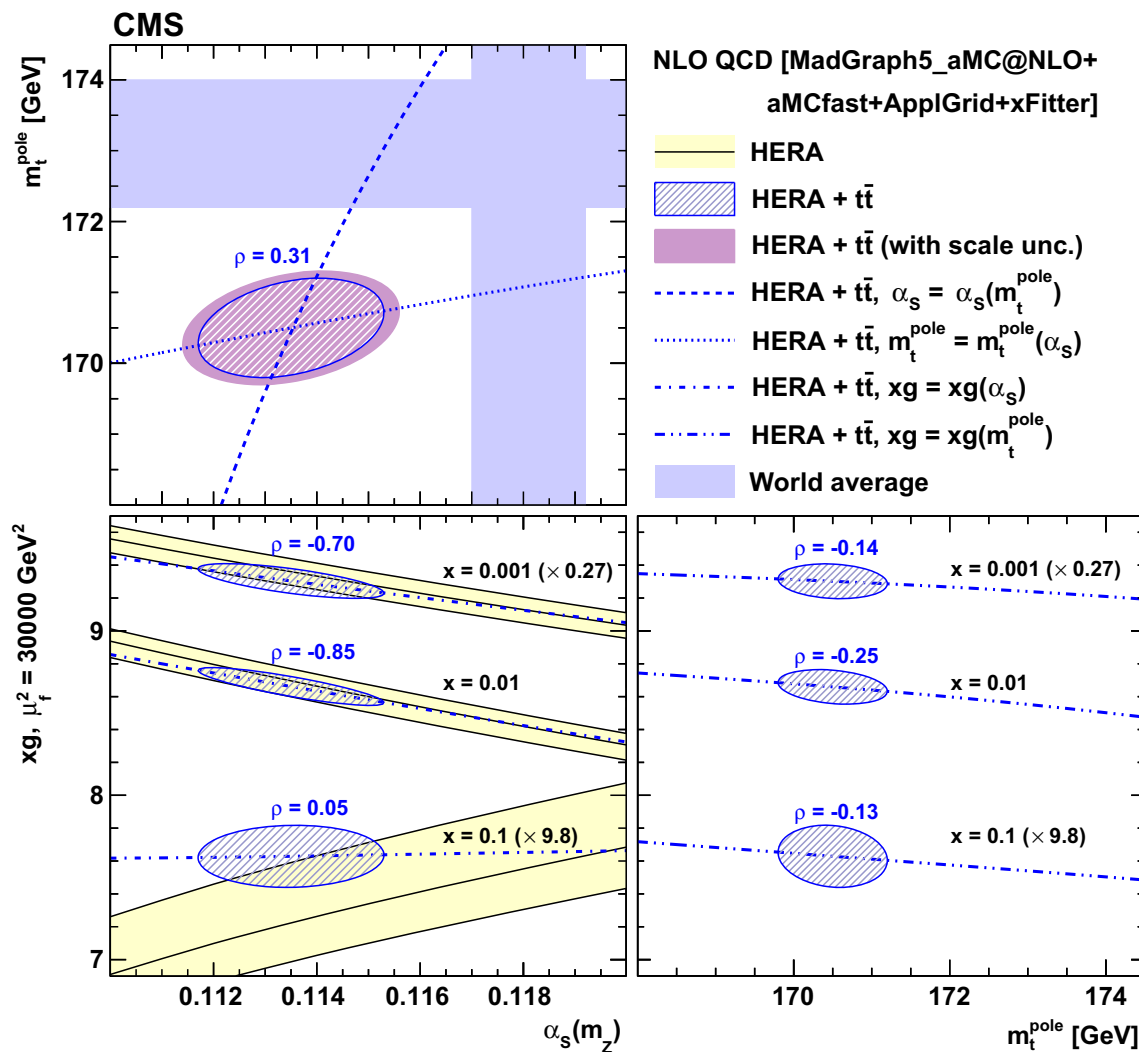 CMS
174
172
170
m_t^pole [GeV]
ρ = 0.31
NLO QCD [MadGraph5_aMC@NLO+
aMCfast+ApplGrid+xFitter]
HERA
HERA + tt̄
HERA + tt̄ (with scale unc.)
HERA + tt̄, α_S = α_S(m_t^pole)
HERA + tt̄, m_t^pole = m_t^pole(α_S)
HERA + tt̄, xg = xg(α_S)
HERA + tt̄, xg = xg(m_t^pole)
World average
xg, μ_f^2 = 30000 GeV^2
9
8
7
ρ = -0.70
x = 0.001 (× 0.27)
ρ = -0.85
x = 0.01
ρ = 0.05
x = 0.1 (× 9.8)
0.112
0.114
0.116
0.118
α_S(m_Z)
ρ = -0.14
x = 0.001 (× 0.27)
ρ = -0.25
x = 0.01
ρ = -0.13
x = 0.1 (× 9.8)
170
172
174
m_t^pole [GeV]